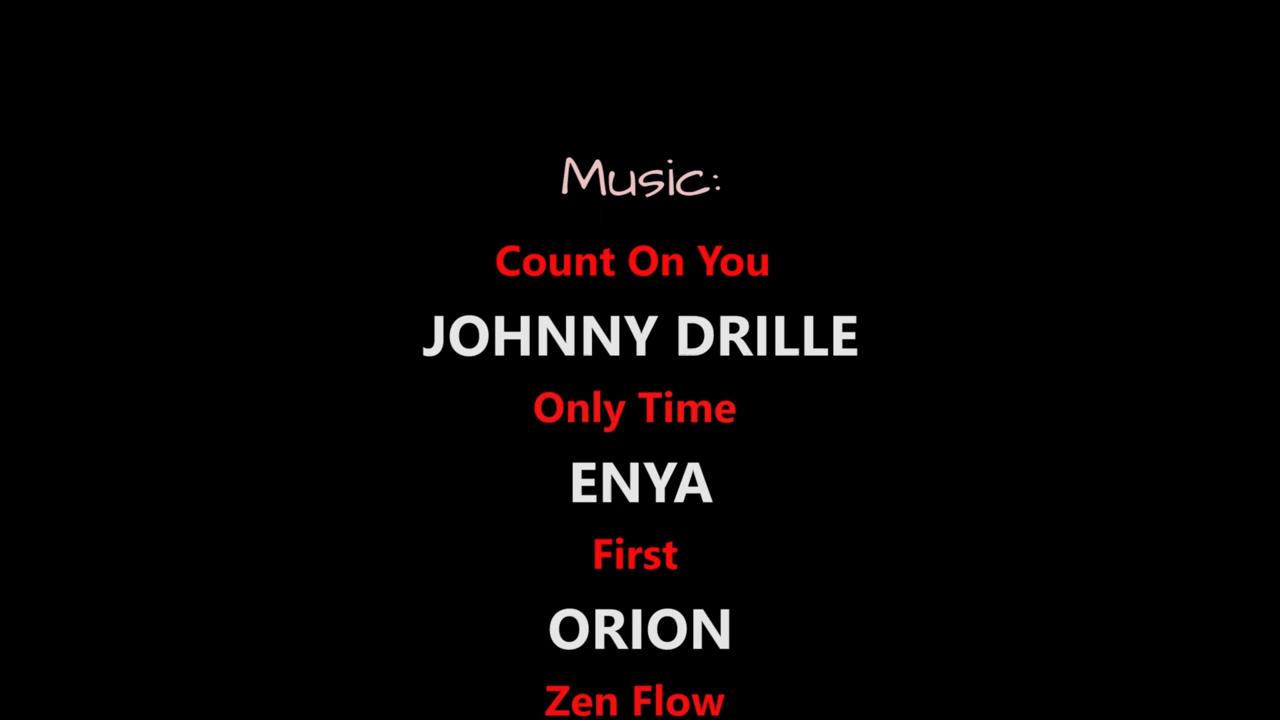 Music:
Count On You
JOHNNY DRILLE
Only Time
ENYA
First
ORION
Zen Flow